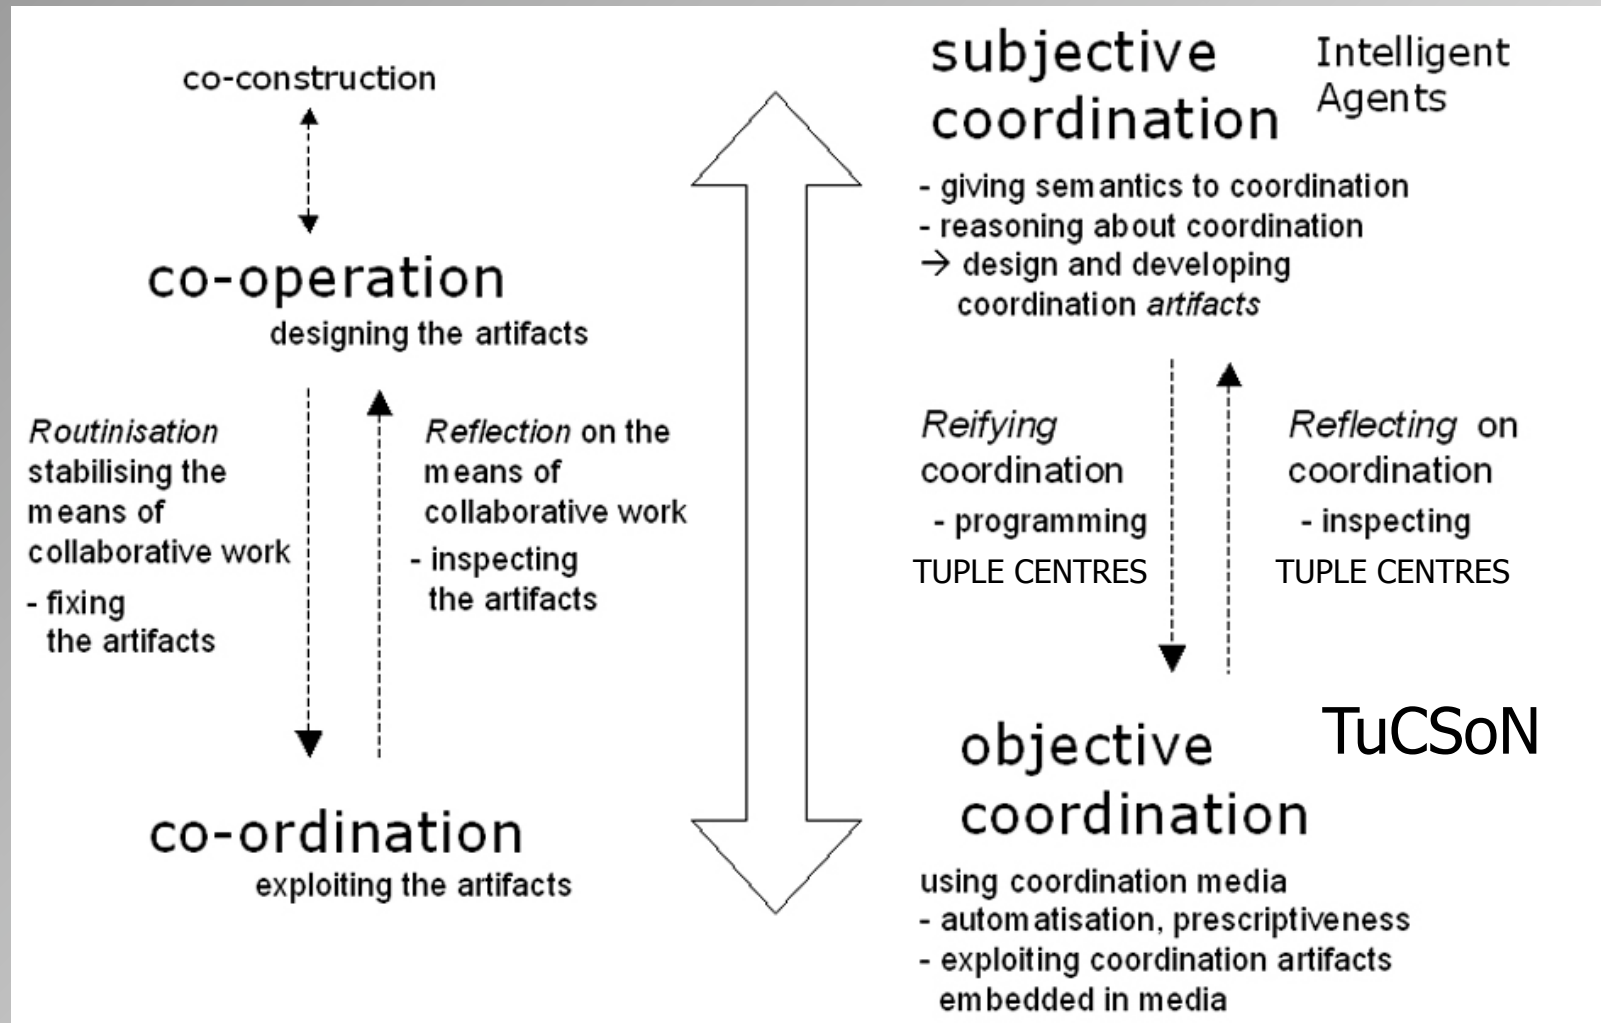 co-construction
co-operation
designing the artifacts
Routinisation
stabilising the
means of
collaborative work
- fixing
the artifacts
Reflection on the
means of
collaborative work
- inspecting
the artifacts
co-ordination
exploiting the artifacts
subjective
coordination
Intelligent
Agents
- giving semantics to coordination
- reasoning about coordination
→ design and developing
coordination artifacts
Reifying
coordination
- programming
TUPLE CENTRES
Reflecting on
coordination
- inspecting
TUPLE CENTRES
objective
coordination
TuCSoN
using coordination media
- automatisation, prescriptiveness
- exploiting coordination artifacts
embedded in media